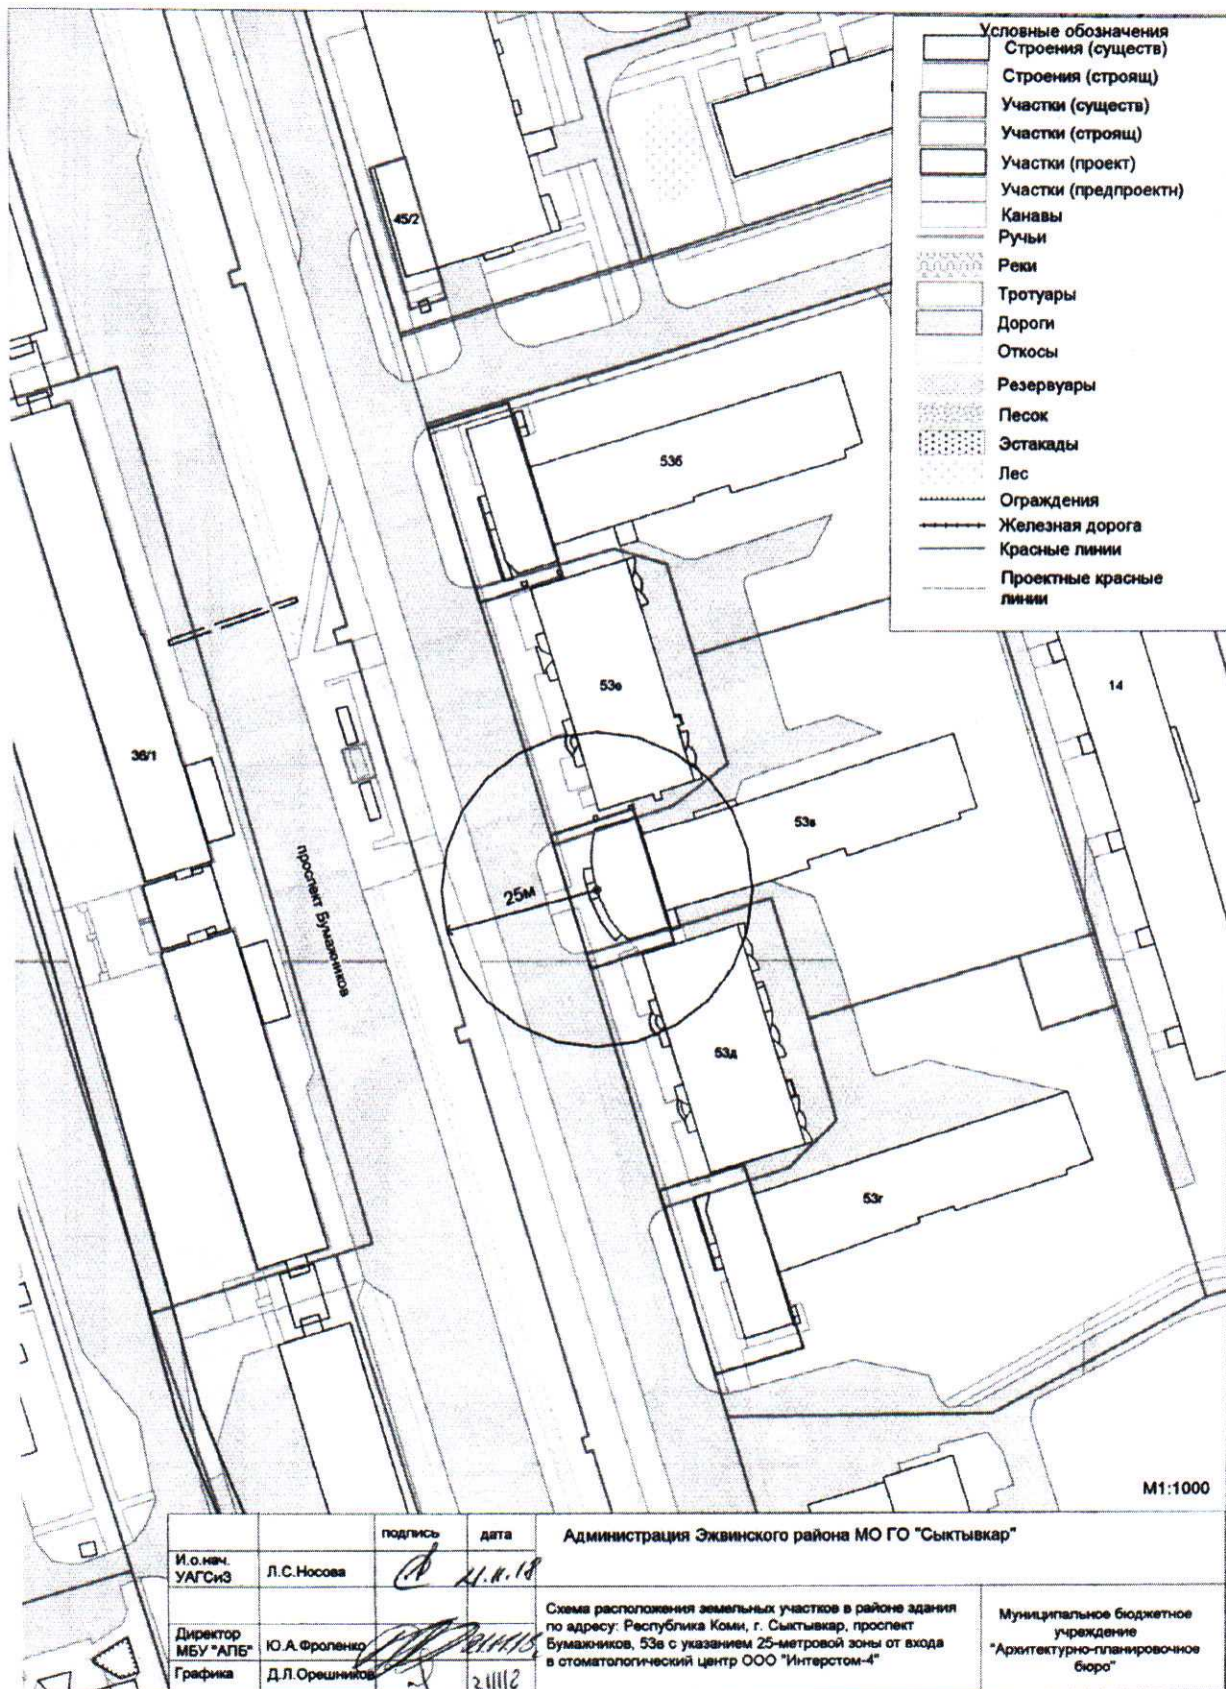 Условные обозначения
Строения (существ)
Строения (строящ)
Участки (существ)
Участки (строящ)
Участки (проект)
Участки (предпроектн)
Канавы
Ручьи
Реки
Тротуары
Дороги
Откосы
Резервуары
Песок
Эстакады
Лес
Ограждения
Железная дорога
Красные линии
Проектные красные
линии
45/2
53б
53е
14
36/1
53в
25м
проспект Бумажников
53д
53г
М1:1000
подпись дата
Администрация Эжвинского района МО ГО "Сыктывкар"
И.о.нач.
УАГСиЗ
Л.С.Носова
Схема расположения земельных участков в районе здания
по адресу: Республика Коми, г. Сыктывкар, проспект
Бумажников, 53в с указанием 25-метровой зоны от входа
в стоматологический центр ООО "Интерстом-4"
Муниципальное бюджетное
учреждение
"Архитектурно-планировочное
бюро"
Директор
МБУ "АПБ"
Ю.А.Фроленко
Графика
Д.Л.Орешников